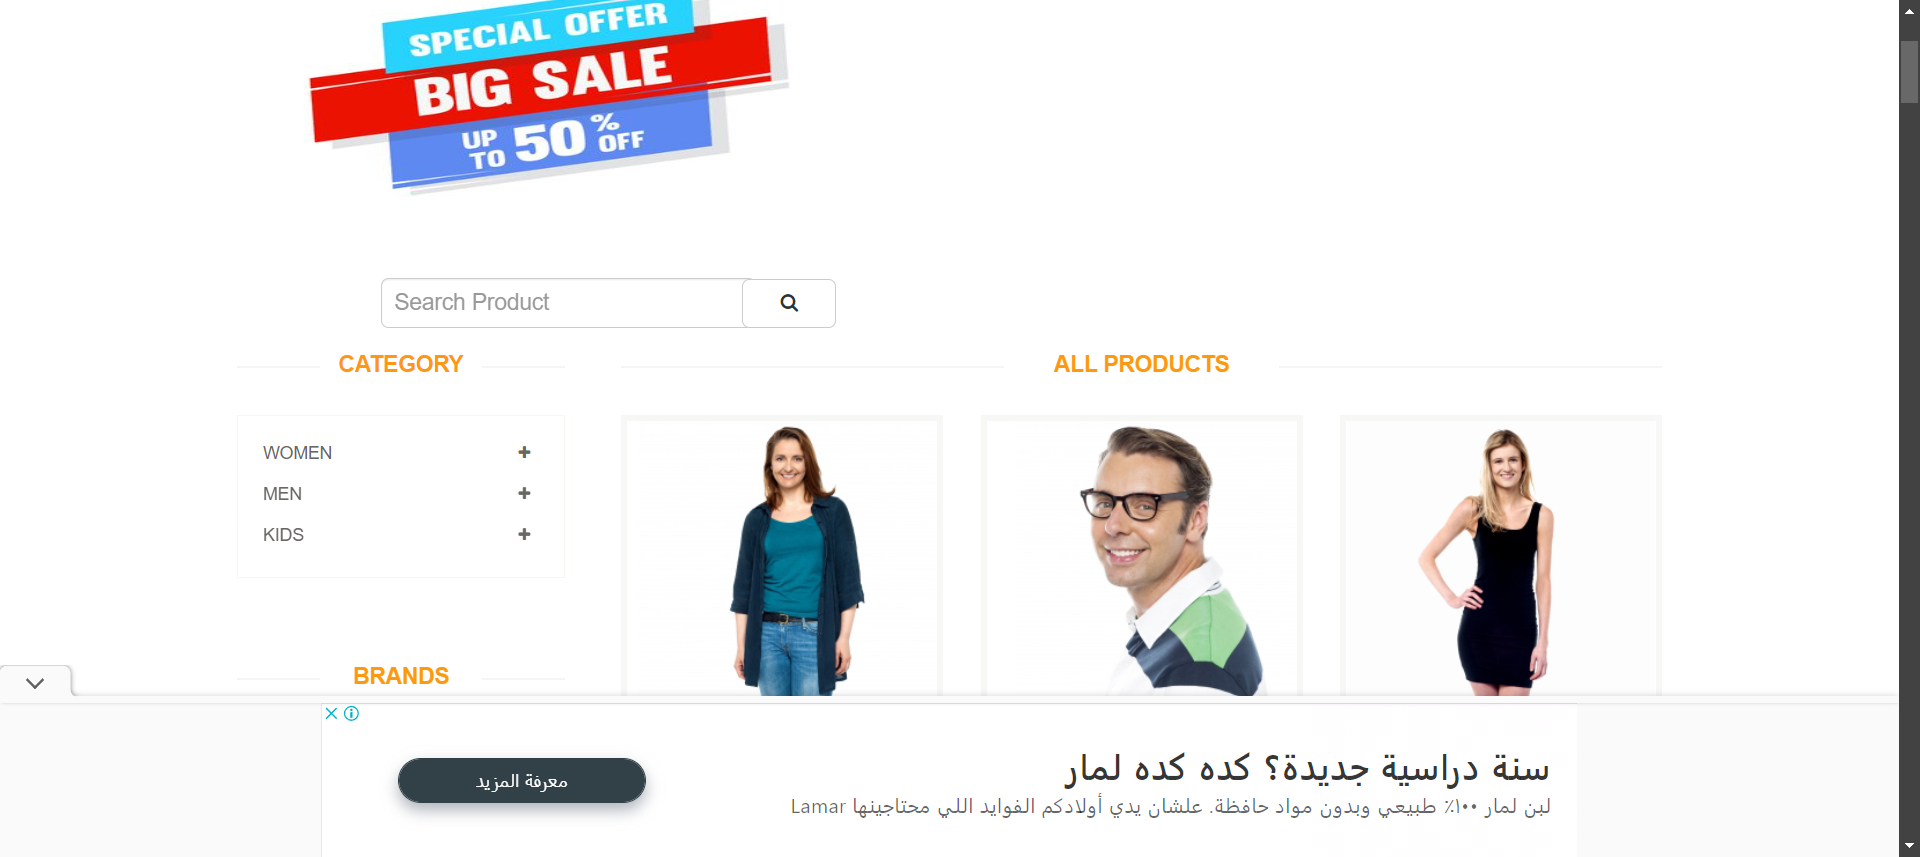 SPECIAL OFFER
BIG SALE
UP TO 50% OFF
Search Product
CATEGORY
ALL PRODUCTS
WOMEN
MEN
KIDS
BRANDS
سنة دراسية جديدة؟ كده كده لمار
لبن لمار ١٠٠٪ طبيعي وبدون مواد حافظة. علشان يدي أولادكم الفوايد اللي محتاجينها Lamar
معرفة المزيد